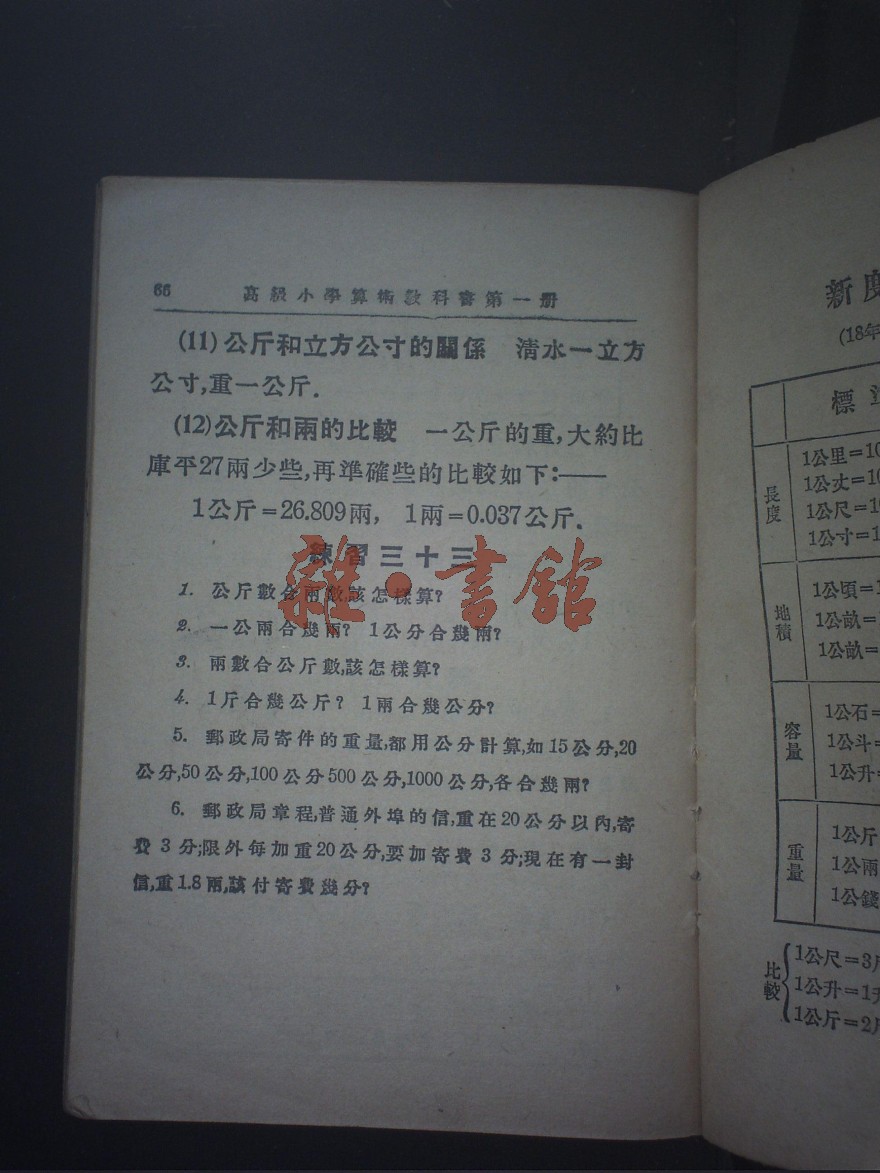 66 高級小學算術教科書第一册
(11)公斤和立方公寸的關係 清水一立方
公寸,重一公斤.
(12)公斤和兩的比較 一公斤的重,大約比
庫平27兩少些,再準確些的比較如下:——
1公斤=26.809兩, 1兩=0.037公斤.
練習三十三
1. 公斤數合兩數,該怎樣算?
2. 一公兩合幾兩? 1公分合幾兩?
3. 兩數合公斤數,該怎樣算?
4. 1斤合幾公斤? 1兩合幾公分?
5. 郵政局寄件的重量,都用公分計算,如15公分,20
公分,50公分,100公分500公分,1000公分,各合幾兩?
6. 郵政局章程,普通外埠的信,重在20公分以內,寄
費3分;限外每加重20公分,要加寄費3分;現在有一封
信,重1.8兩,該付寄費幾分?
雜·書館
新度
(18年
標
長度
1公里=10
1公丈=10
1公尺=10
1公寸=1
地積
1公頃=1
1公畝=
1公畝=
容量
1公石=
1公斗=
1公升=
重量
1公斤
1公兩
1公錢
比較
1公尺=3
1公升=1升
1公斤=2